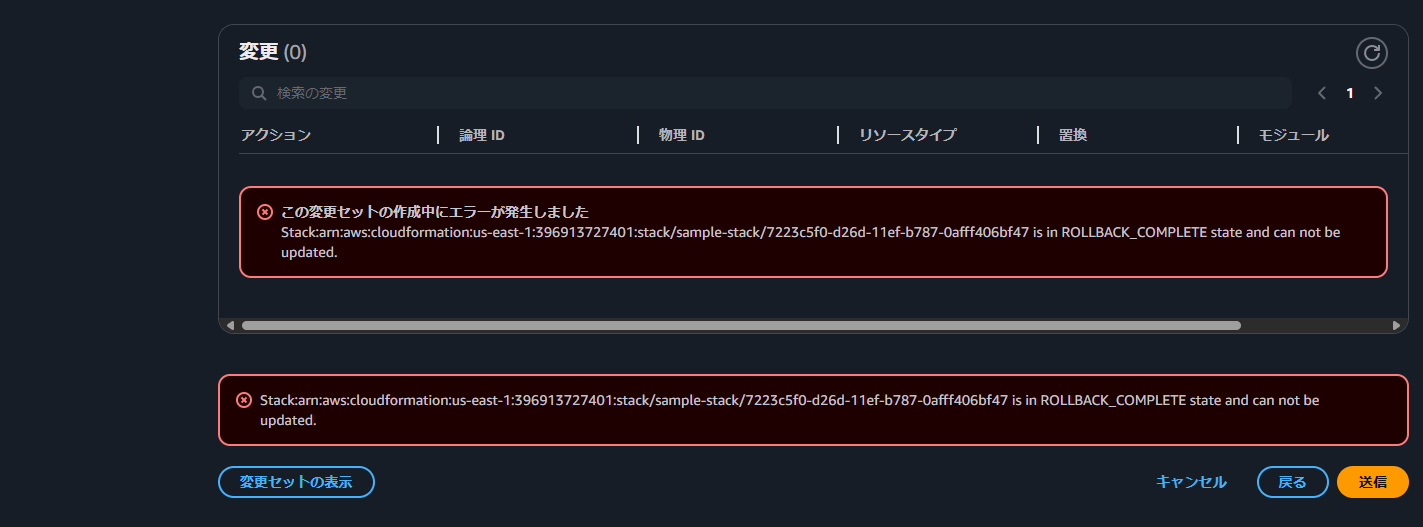 変更 (0)
検索の変更
1
アクション 論理 ID 物理 ID リソースタイプ 置換 モジュール
この変更セットの作成中にエラーが発生しました
Stack:arn:aws:cloudformation:us-east-1:396913727401:stack/sample-stack/7223c5f0-d26d-11ef-b787-0afff406bf47 is in ROLLBACK_COMPLETE state and can not be
updated.
Stack:arn:aws:cloudformation:us-east-1:396913727401:stack/sample-stack/7223c5f0-d26d-11ef-b787-0afff406bf47 is in ROLLBACK_COMPLETE state and can not be
updated.
変更セットの表示 キャンセル 戻る 送信